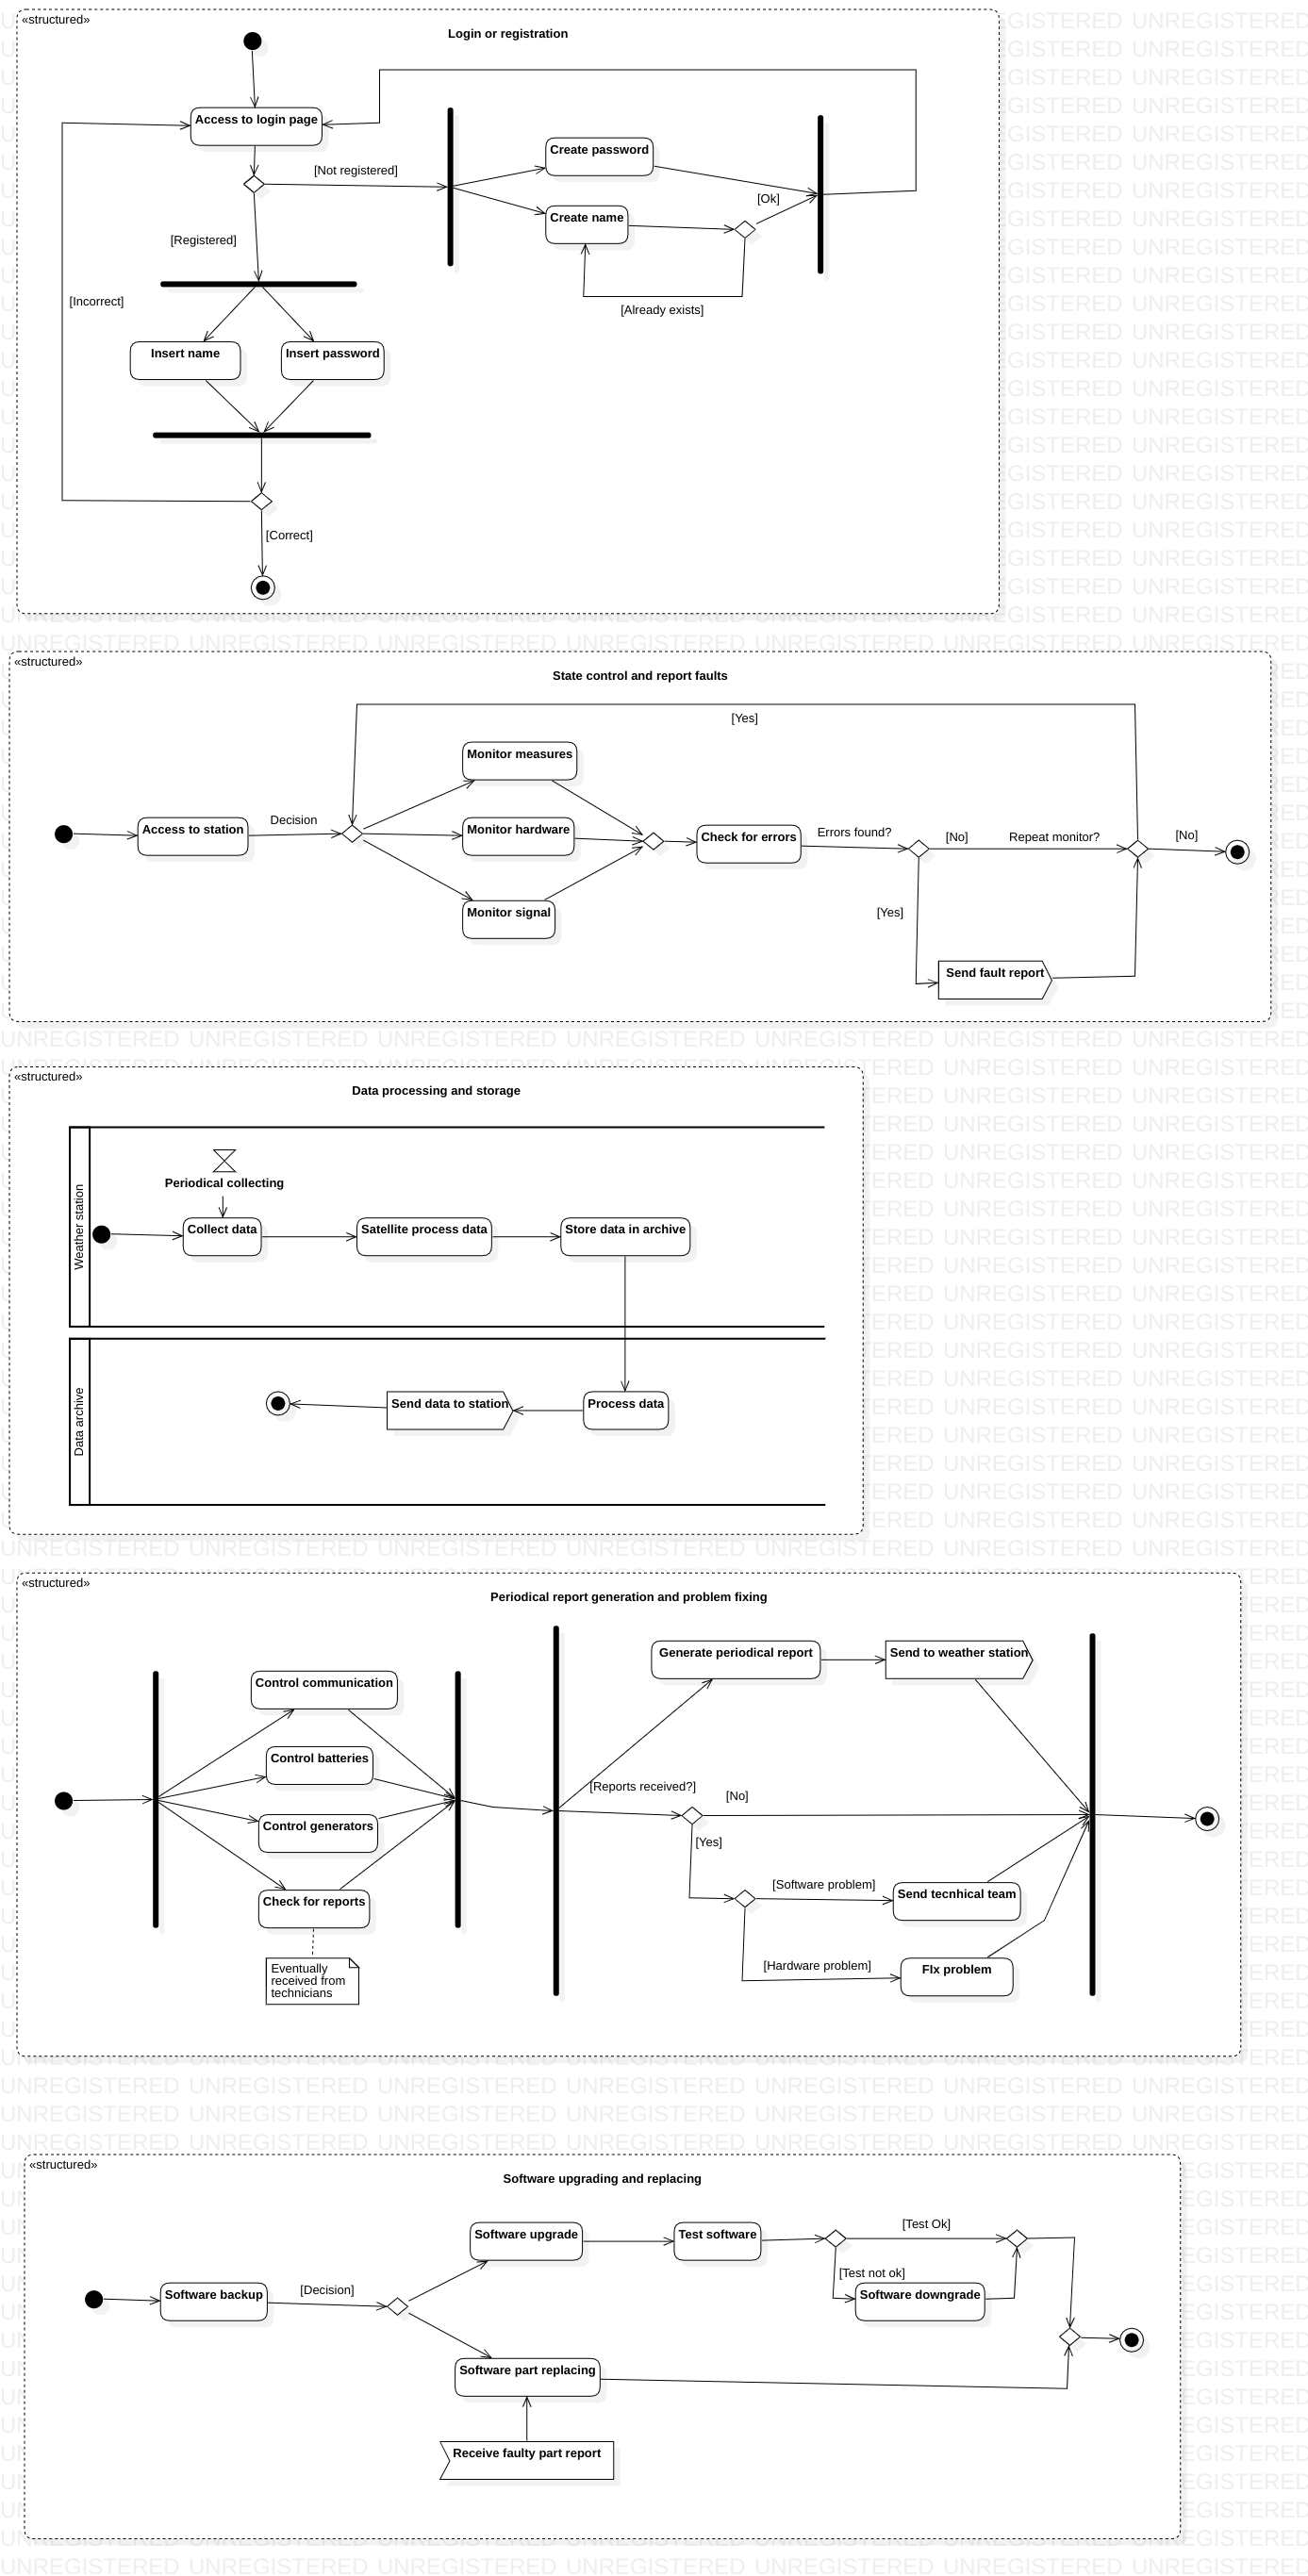 «structured»
Login or registration
Access to login page
[Not registered]
Create password
[Ok]
Create name
[Registered]
[Incorrect]
[Already exists]
Insert name
Insert password
[Correct]
«structured»
State control and report faults
[Yes]
Monitor measures
Decision
Access to station
Monitor hardware
Check for errors
Errors found?
[No]
Repeat monitor?
[No]
Monitor signal
[Yes]
Send fault report
«structured»
Data processing and storage
Weather station
Periodical collecting
Collect data
Satellite process data
Store data in archive
Data archive
Send data to station
Process data
«structured»
Periodical report generation and problem fixing
Generate periodical report
Send to weather station
Control communication
Control batteries
[Reports received?]
[No]
Control generators
[Yes]
Check for reports
[Software problem]
Send tecnhical team
Eventually
received from
technicians
[Hardware problem]
FIx problem
«structured»
Software upgrading and replacing
Software upgrade
Test software
[Test Ok]
[Test not ok]
Software backup
[Decision]
Software downgrade
Software part replacing
Receive faulty part report
UNREGISTERED UNREGISTERED UNREGISTERED UNREGISTERED UNREGISTERED UNREGISTERED UNREGISTERED